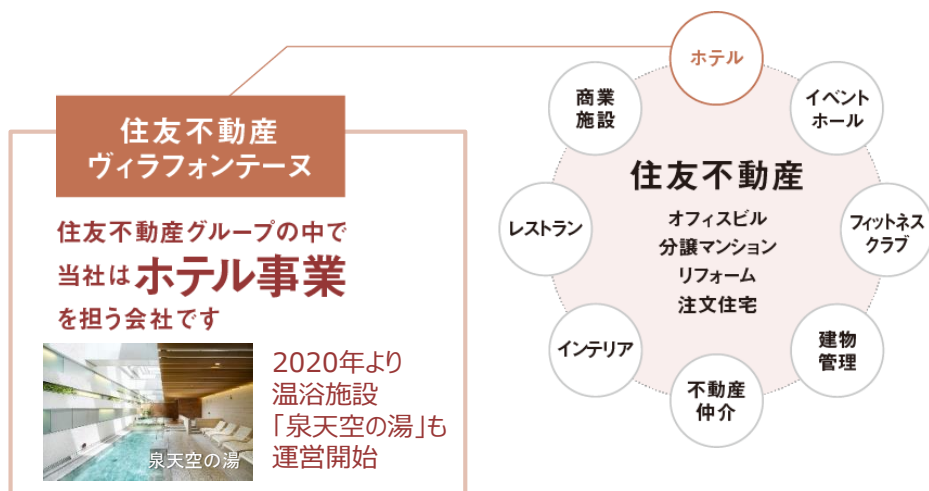 住友不動産
ヴィラフォンテーヌ
住友不動産グループの中で
当社はホテル事業
を担う会社です
泉天空の湯
2020年より
温浴施設
「泉天空の湯」も
運営開始
ホテル
商業
施設
イベント
ホール
住友不動産
オフィスビル
分譲マンション
リフォーム
注文住宅
レストラン
フィットネス
クラブ
インテリア
建物
管理
不動産
仲介